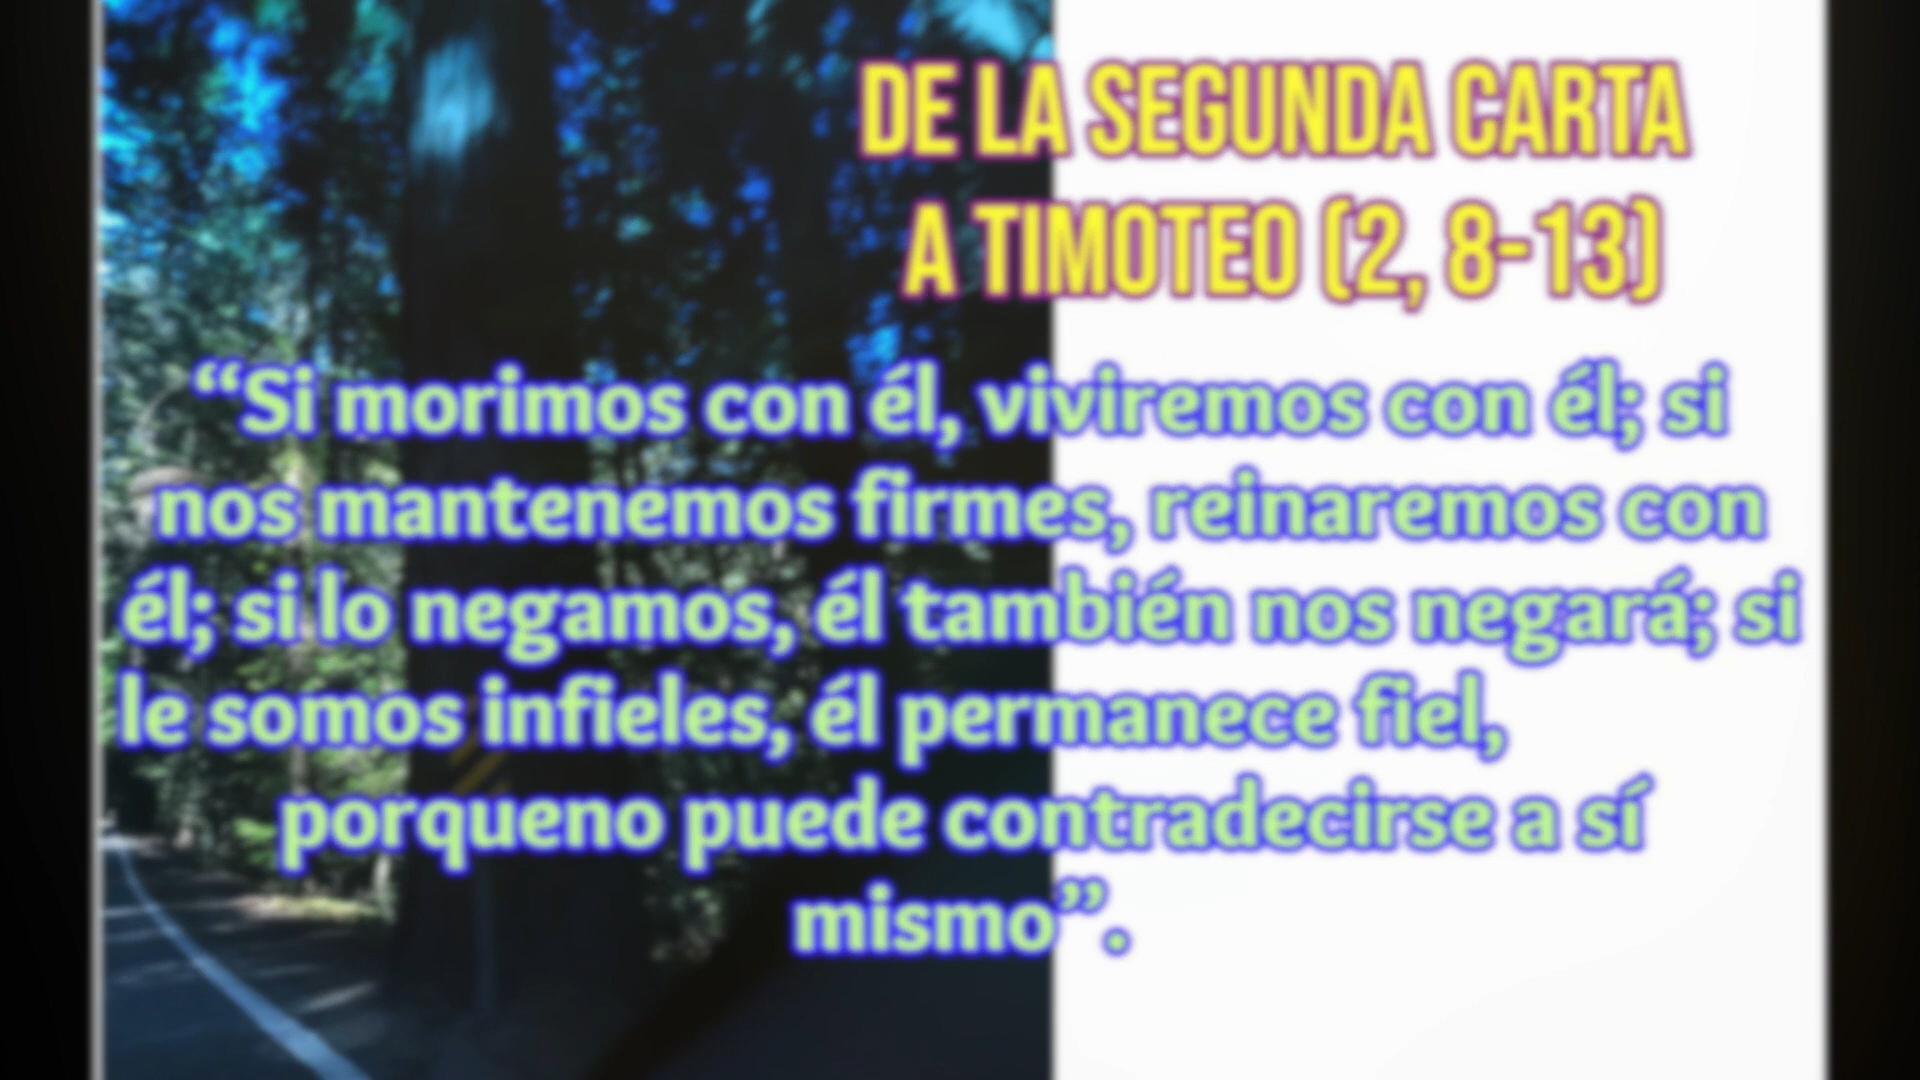 DE LA SEGUNDA CARTA
A TIMOTEO (2, 8-13)
“Si morimos con él, viviremos con él; si
nos mantenemos firmes, reinaremos con
él; si lo negamos, él también nos negará; si
le somos infieles, él permanece fiel,
porqueno puede contradecirse a sí
mismo”.